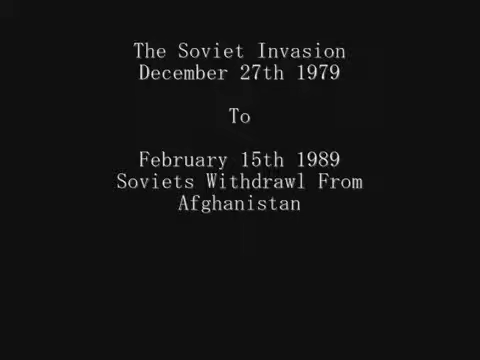 The Soviet Invasion
December 27th 1979
To
February 15th 1989
Soviets Withdrawl From
Afghanistan